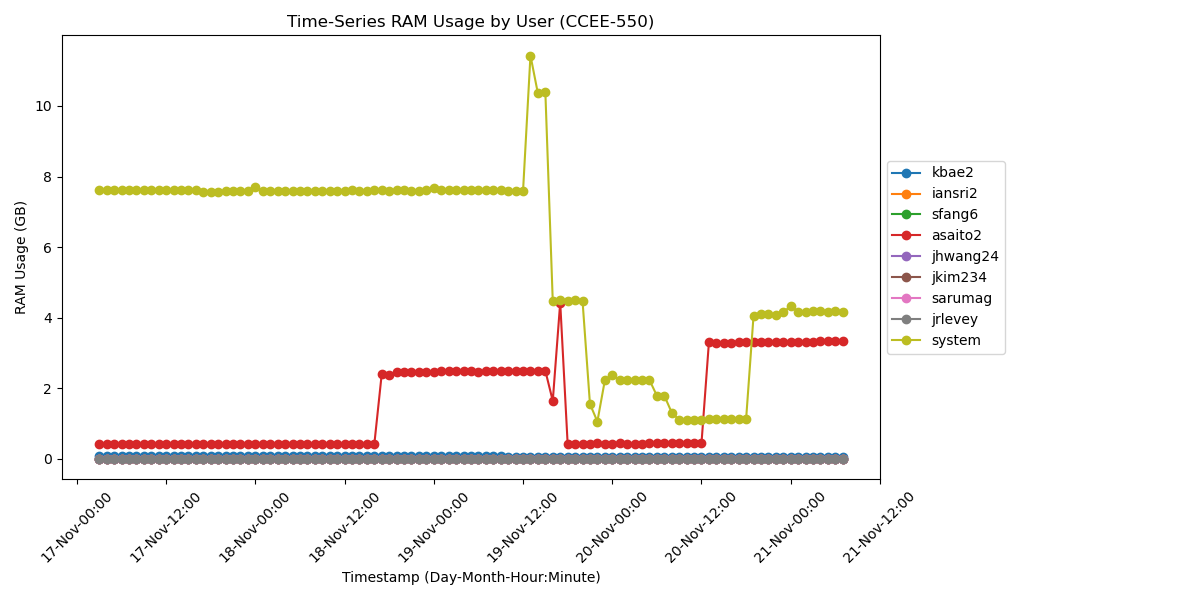 Time-Series RAM Usage by User (CCEE-550)
RAM Usage (GB)
10
8
6
4
2
0
17-Nov-00:00
17-Nov-12:00
18-Nov-00:00
18-Nov-12:00
19-Nov-00:00
19-Nov-12:00
20-Nov-00:00
20-Nov-12:00
21-Nov-00:00
21-Nov-12:00
Timestamp (Day-Month-Hour:Minute)
kbae2
iansri2
sfang6
asaito2
jhwang24
jkim234
sarumag
jrlevey
system